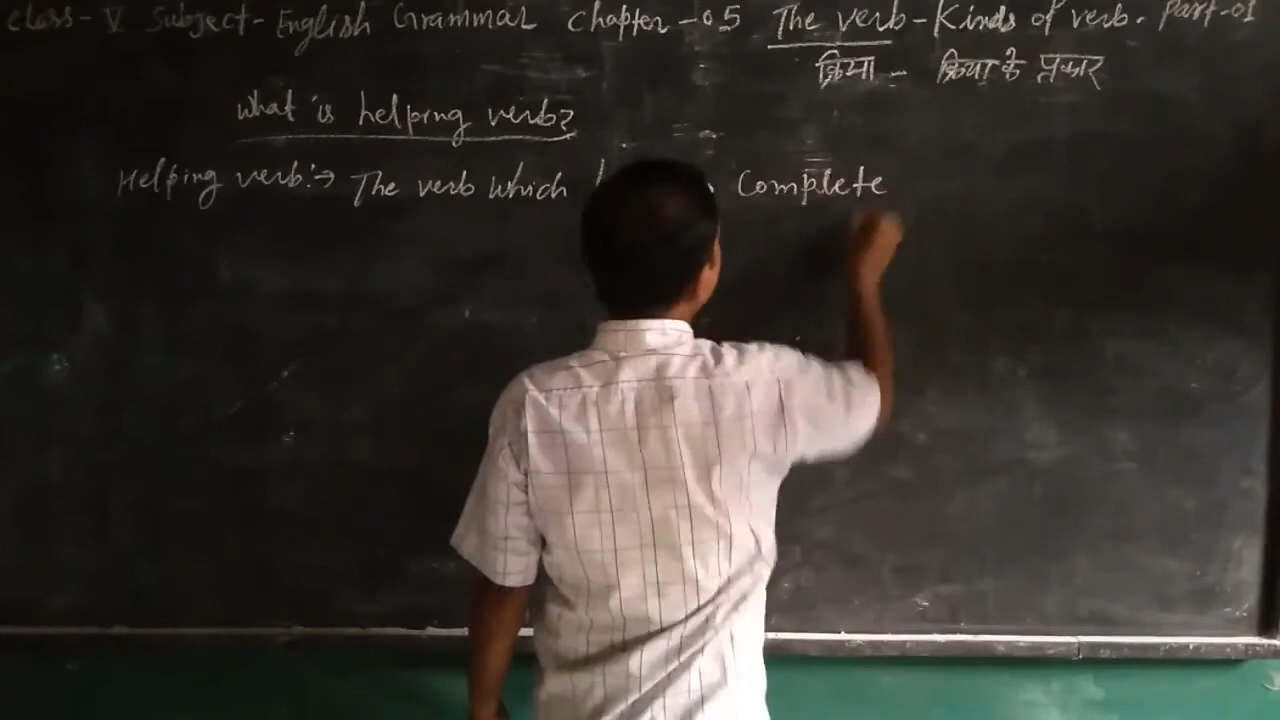 class- V Subject- English Grammar Chapter-05 The verb-Kinds of verb. Part-01
क्रिया - क्रिया के प्रकार
what is helping verb?
Helping verb:→ The verb which Complete